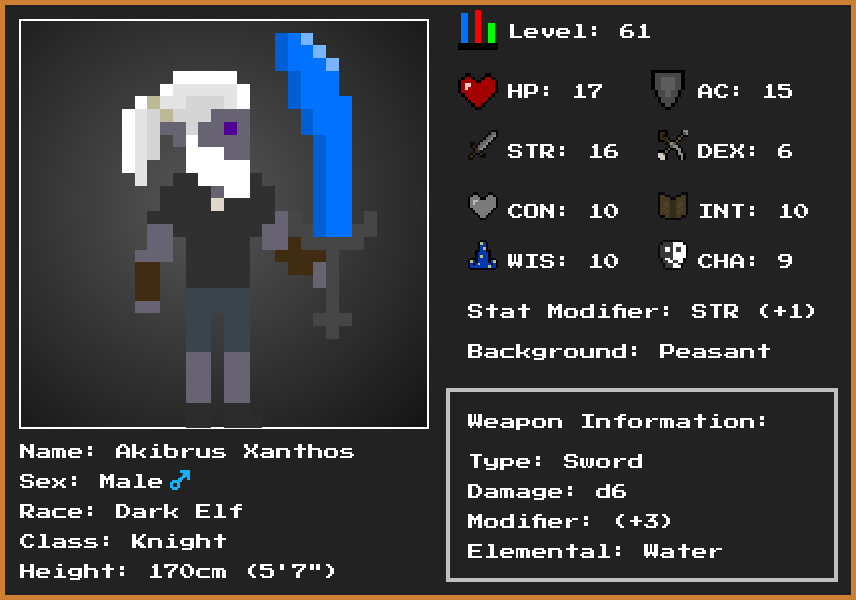 Level: 61
HP: 17 AC: 15
STR: 16 DEX: 6
CON: 10 INT: 10
WIS: 10 CHA: 9
Stat Modifier: STR (+1)
Background: Peasant
Weapon Information:
Type: Sword
Damage: d6
Modifier: (+3)
Elemental: Water
Name: Akibrus Xanthos
Sex: Male♂
Race: Dark Elf
Class: Knight
Height: 170cm (5'7")